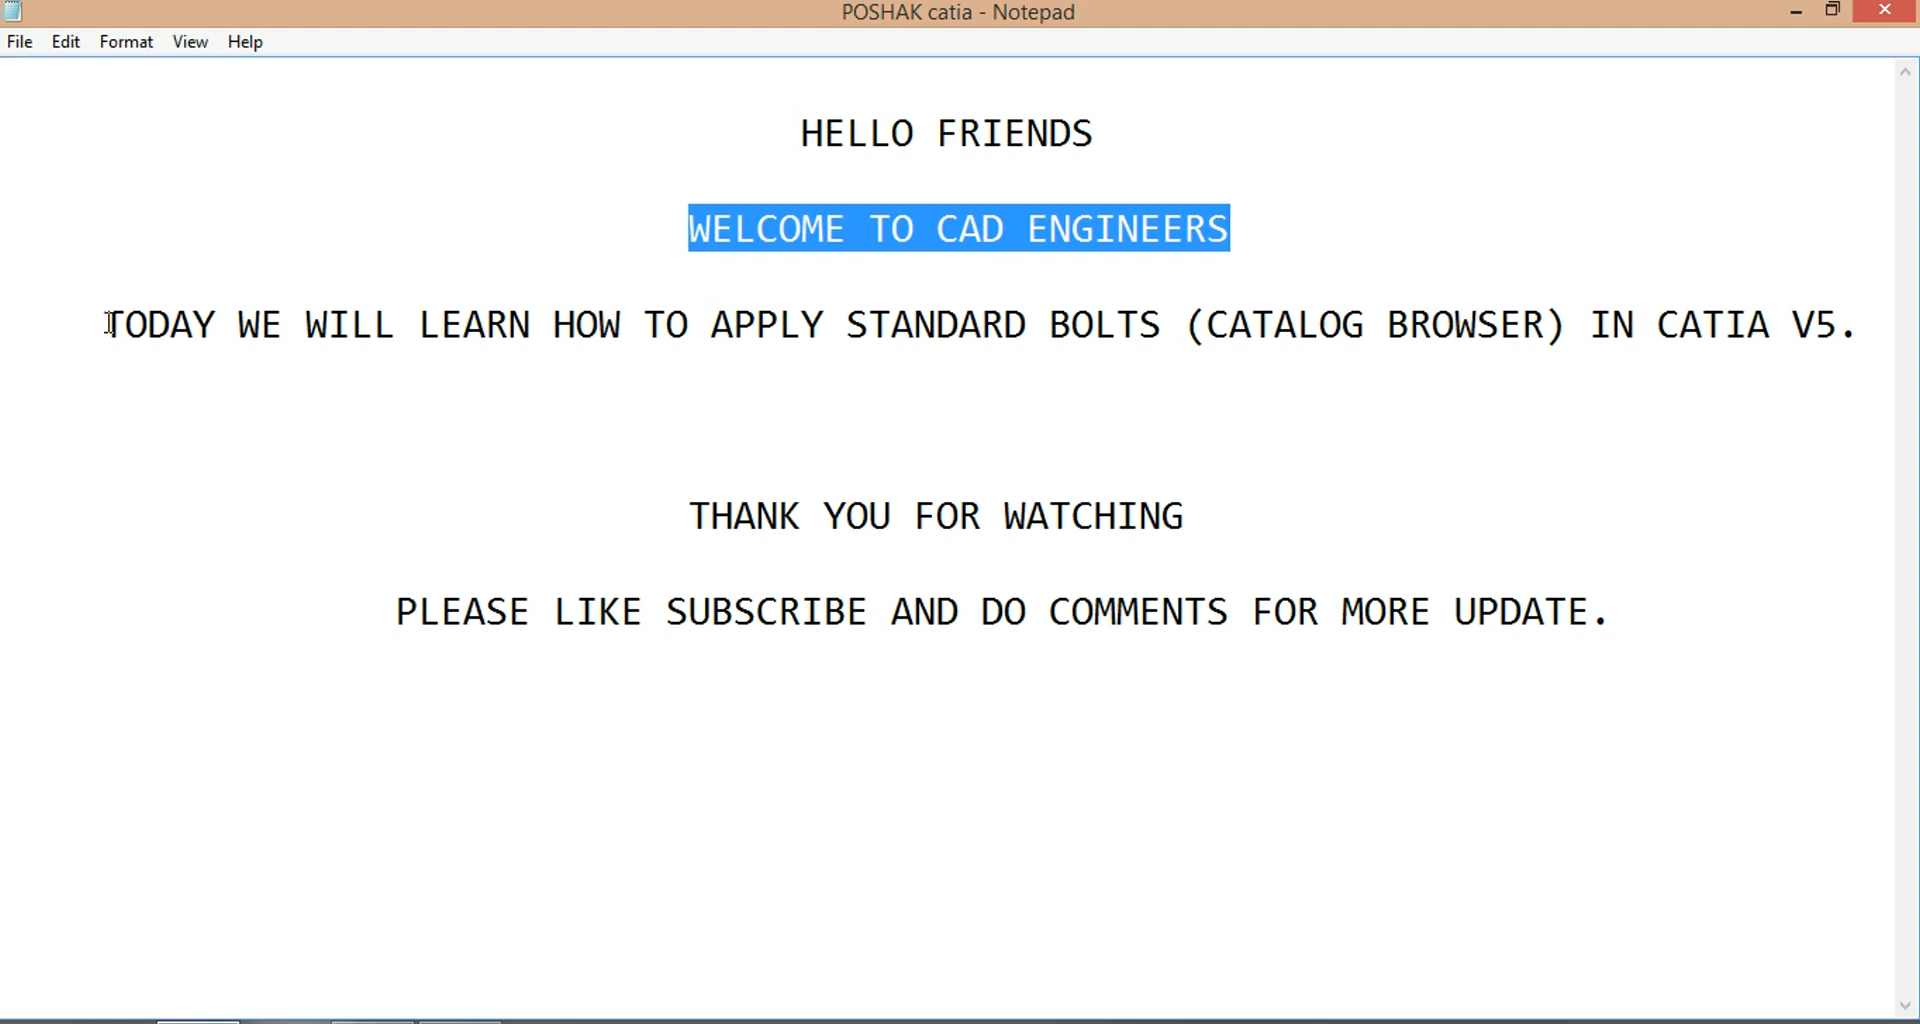 POSHAK catia - Notepad
File Edit Format View Help
HELLO FRIENDS
WELCOME TO CAD ENGINEERS
TODAY WE WILL LEARN HOW TO APPLY STANDARD BOLTS (CATALOG BROWSER) IN CATIA V5.
THANK YOU FOR WATCHING
PLEASE LIKE SUBSCRIBE AND DO COMMENTS FOR MORE UPDATE.